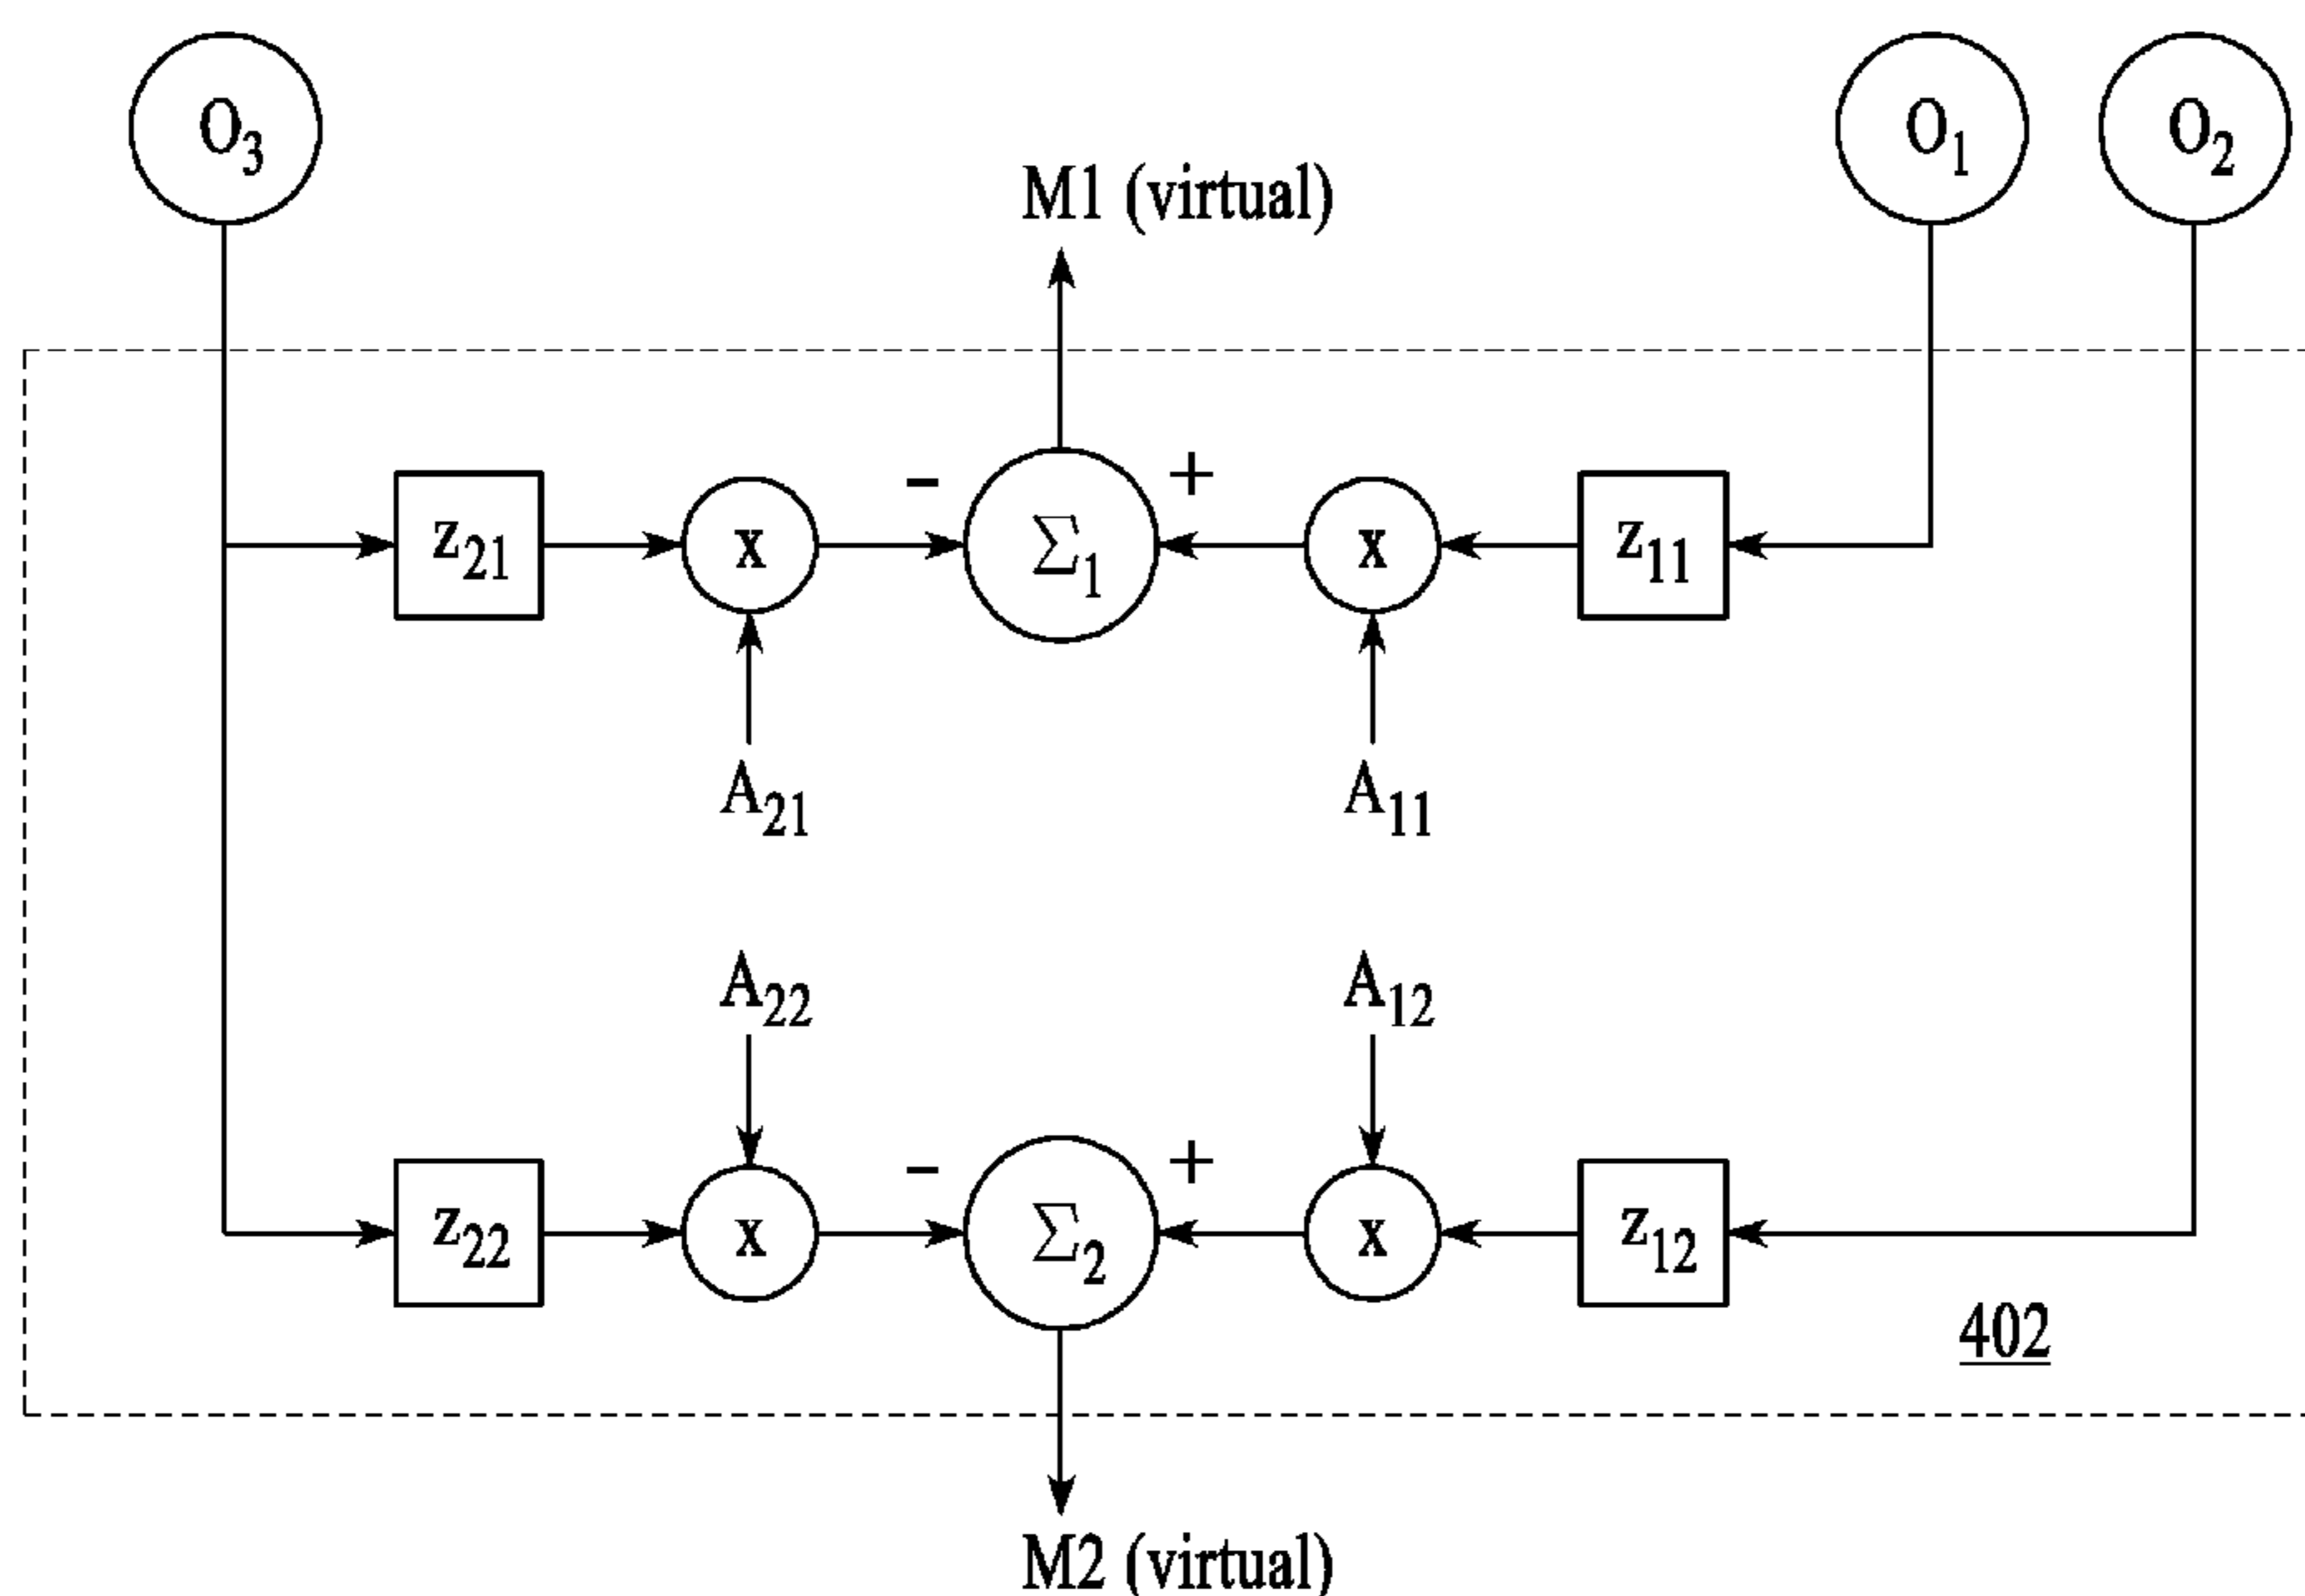 O₃
O₁
O₂
M1 (virtual)
− +
z₂₁ x Σ₁ x z₁₁
A₂₁ A₁₁
A₂₂ A₁₂
− +
z₂₂ x Σ₂ x z₁₂
402
M2 (virtual)